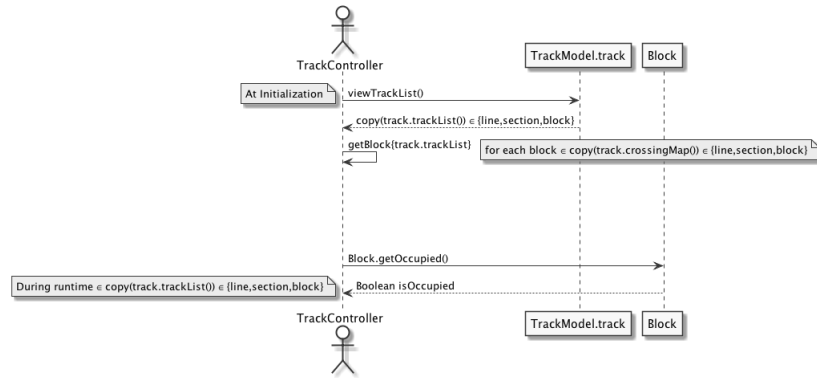 TrackController
TrackModel.track
Block
At Initialization
viewTrackList()
copy(track.trackList()) ∈ {line,section,block}
getBlock{track.trackList}
for each block ∈ copy(track.crossingMap()) ∈ {line,section,block}
Block.getOccupied()
During runtime ∈ copy(track.trackList()) ∈ {line,section,block}
Boolean isOccupied
TrackController
TrackModel.track
Block